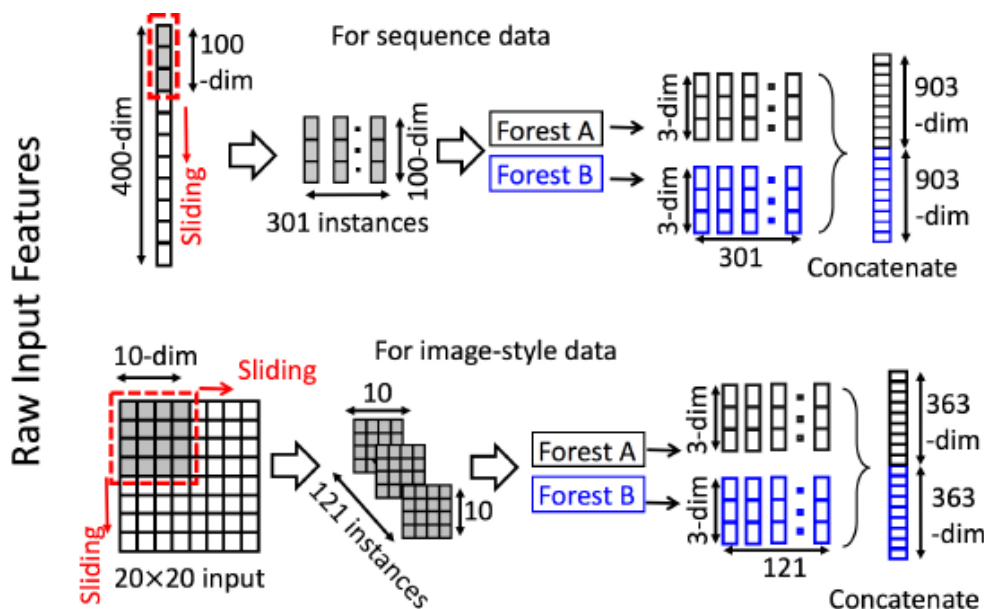 Raw Input Features
For sequence data
400-dim
100
-dim
Sliding
301 instances
100-dim
Forest A
Forest B
3-dim
3-dim
301
903
-dim
903
-dim
Concatenate
For image-style data
10-dim
Sliding
Sliding
20×20 input
10
10
121 instances
Forest A
Forest B
3-dim
3-dim
121
363
-dim
363
-dim
Concatenate